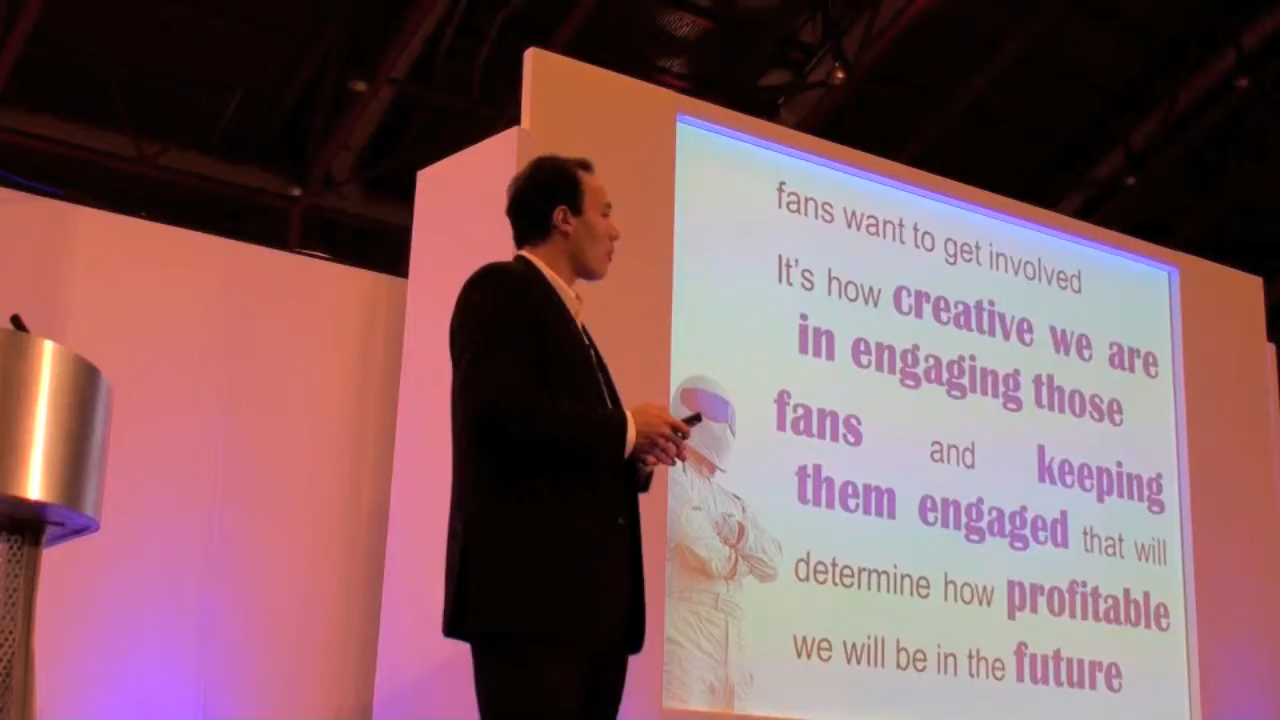 fans want to get involved
It's how creative we are
in engaging those
fans and keeping
them engaged that will
determine how profitable
we will be in the future